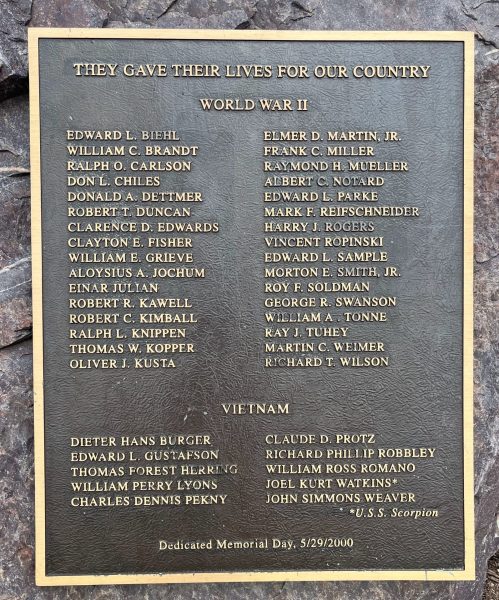 THEY GAVE THEIR LIVES FOR OUR COUNTRY
WORLD WAR II
EDWARD L. BIEHL
WILLIAM C. BRANDT
RALPH O. CARLSON
DON L. CHILES
DONALD A. DETTMER
ROBERT T. DUNCAN
CLARENCE D. EDWARDS
CLAYTON E. FISHER
WILLIAM E. GRIEVE
ALOYSIUS A. JOCHUM
EINAR JULIAN
ROBERT R. KAWELL
ROBERT C. KIMBALL
RALPH L. KNIPPEN
THOMAS W. KOPPER
OLIVER J. KUSTA
ELMER D. MARTIN, JR.
FRANK C. MILLER
RAYMOND H. MUELLER
ALBERT C. NOTARD
EDWARD L. PARKE
MARK F. REIFSCHNEIDER
HARRY J. ROGERS
VINCENT ROPINSKI
EDWARD L. SAMPLE
MORTON E. SMITH, JR.
ROY F. SOLDMAN
GEORGE R. SWANSON
WILLIAM A. TONNE
RAY J. TUHEY
MARTIN C. WEIMER
RICHARD T. WILSON
VIETNAM
DIETER HANS BURGER
EDWARD L. GUSTAFSON
THOMAS FOREST HERRING
WILLIAM PERRY LYONS
CHARLES DENNIS PEKNY
CLAUDE D. PROTZ
RICHARD PHILLIP ROBBLEY
WILLIAM ROSS ROMANO
JOEL KURT WATKINS*
JOHN SIMMONS WEAVER
*U.S.S. Scorpion
Dedicated Memorial Day, 5/29/2000